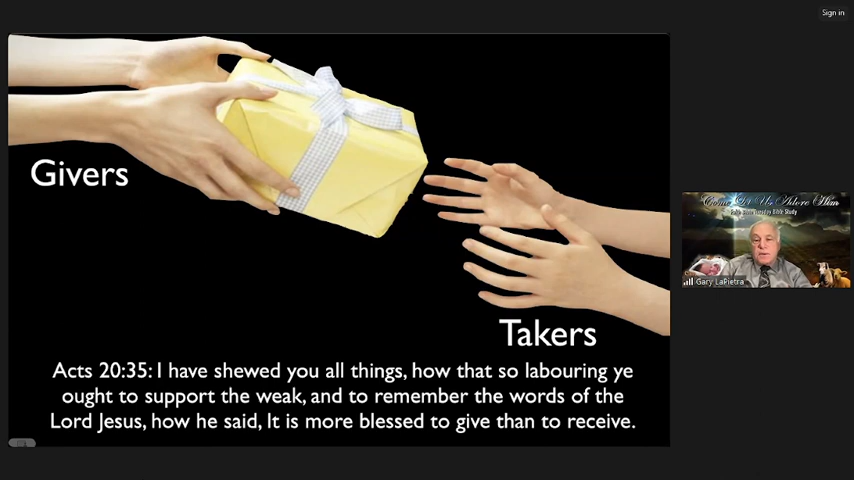 Sign in
Givers
Takers
Acts 20:35: I have shewed you all things, how that so labouring ye
ought to support the weak, and to remember the words of the
Lord Jesus, how he said, It is more blessed to give than to receive.
Come Let Us Adore Him
Bible Study
Gary LaPietra